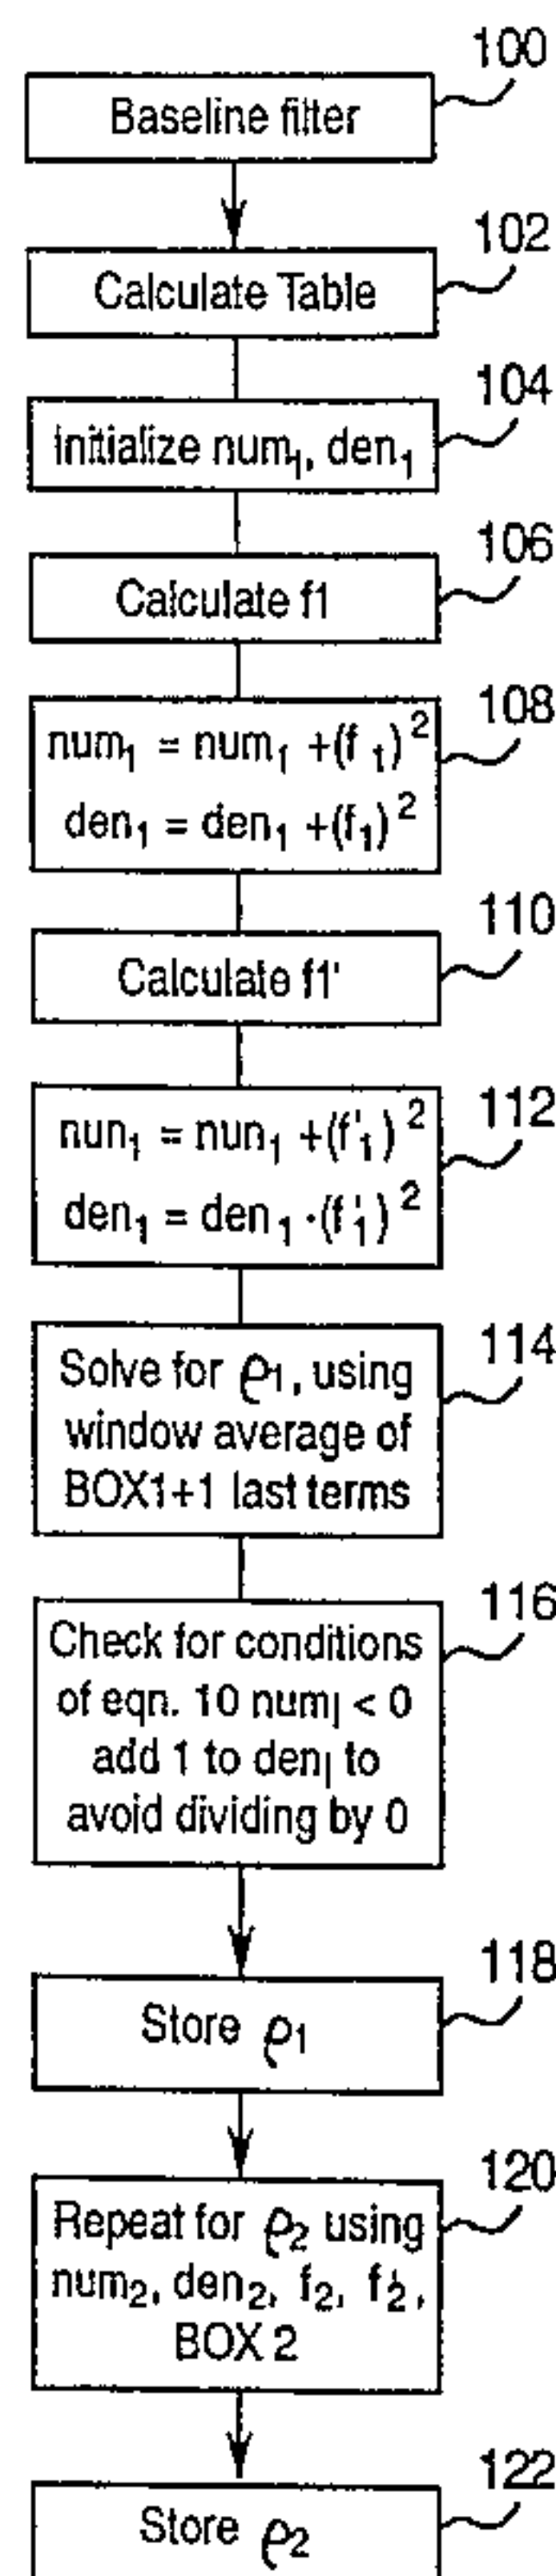 100
Baseline filter
102
Calculate Table
104
Initialize num₁, den₁
106
Calculate f1
108
num₁ = num₁ +(f ₁)²
den₁ = den₁ +(f₁)²
110
Calculate f1'
112
nun₁ = nun₁ +(f'₁)²
den₁ = den₁ ·(f'₁)²
114
Solve for ρ₁, using
window average of
BOX1+1 last terms
116
Check for conditions
of eqn. 10 num| < 0
add 1 to den| to
avoid dividing by 0
118
Store ρ₁
120
Repeat for ρ₂ using
num₂, den₂, f₂, f₂',
BOX 2
122
Store ρ₂